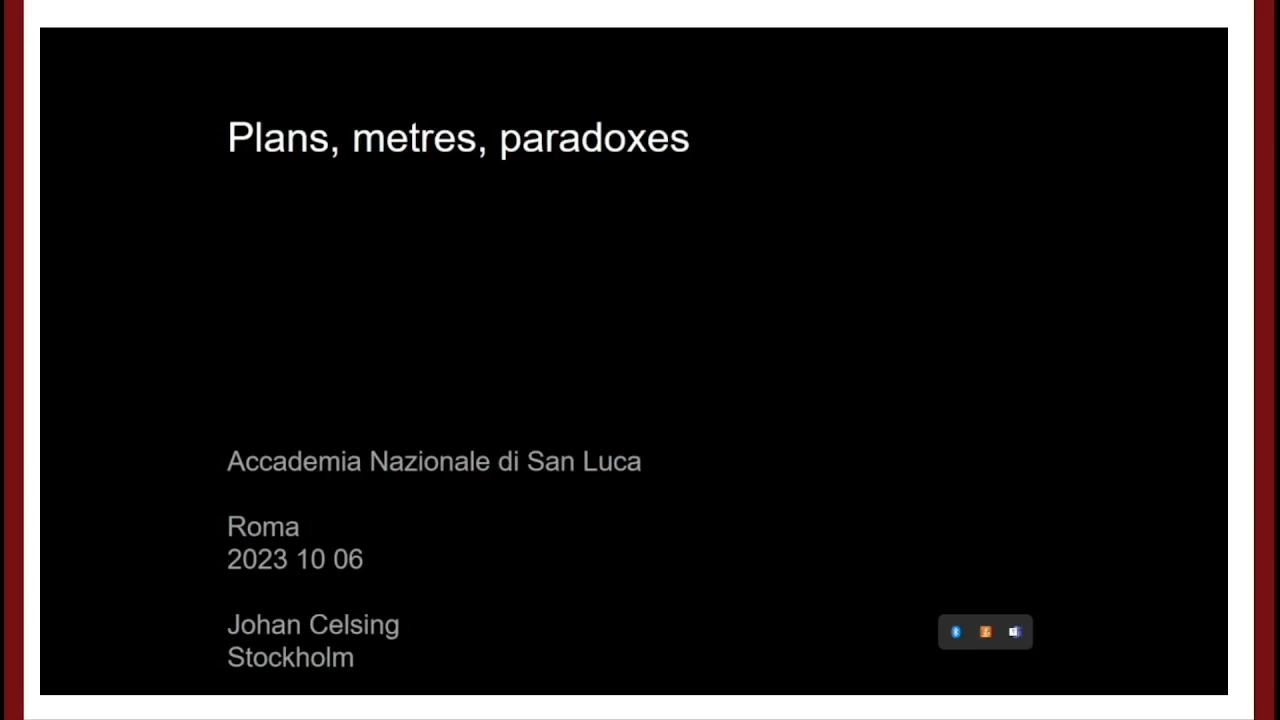 Plans, metres, paradoxes
Accademia Nazionale di San Luca
Roma
2023 10 06
Johan Celsing
Stockholm